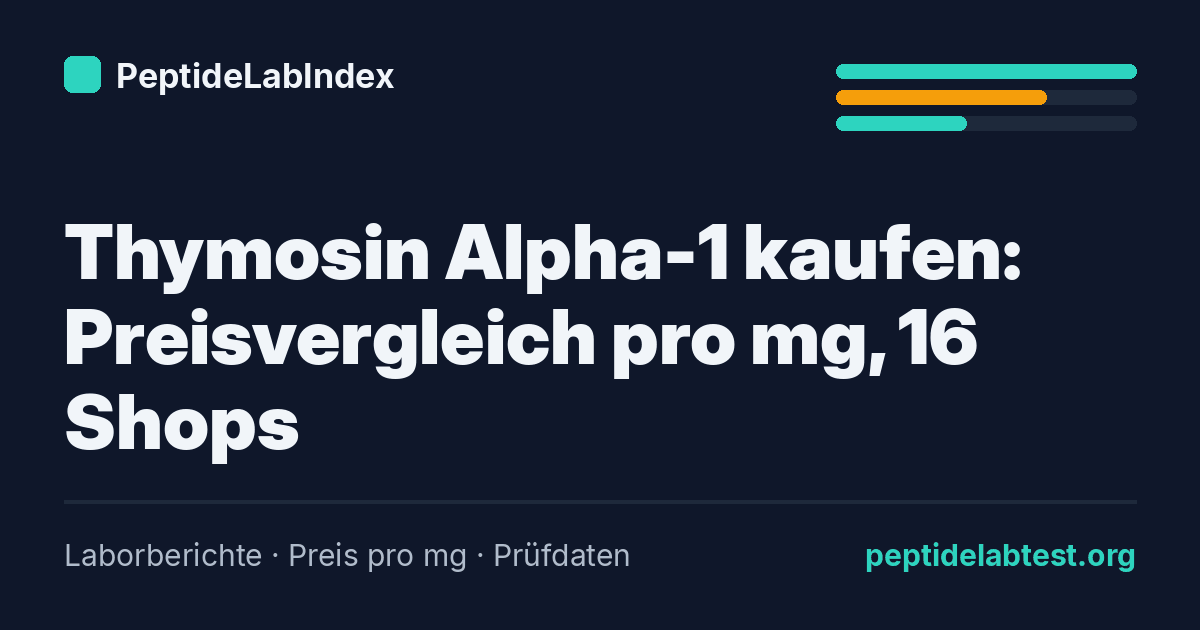 PeptideLabIndex
Thymosin Alpha-1 kaufen:
Preisvergleich pro mg, 16
Shops
Laborberichte · Preis pro mg · Prüfdaten
peptidelabtest.org